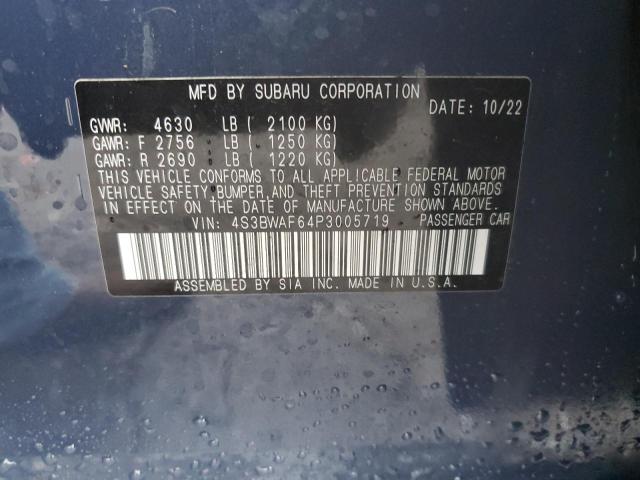 MFD BY SUBARU CORPORATION
DATE: 10/22
GVWR: 4630 LB ( 2100 KG)
GAWR: F 2756 LB ( 1250 KG)
GAWR: R 2690 LB ( 1220 KG)
THIS VEHICLE CONFORMS TO ALL APPLICABLE FEDERAL MOTOR
VEHICLE SAFETY,BUMPER,AND THEFT PREVENTION STANDARDS
IN EFFECT ON THE DATE OF MANUFACTURE SHOWN ABOVE.
VIN: 4S3BWAF64P3005719 PASSENGER CAR
ASSEMBLED BY SIA INC. MADE IN U.S.A.